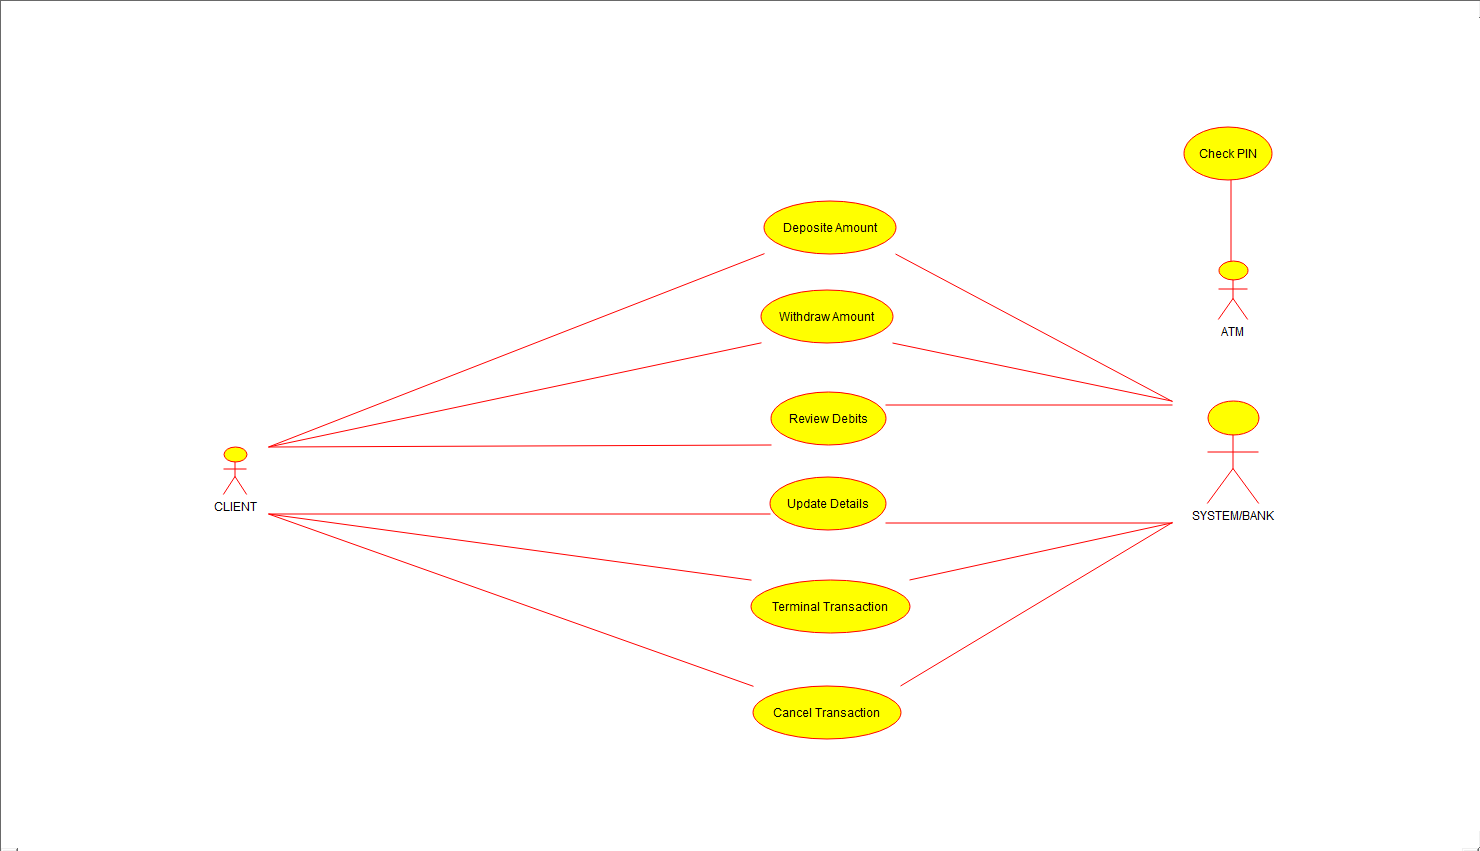 Check PIN
Deposite Amount
Withdraw Amount
ATM
Review Debits
CLIENT
Update Details
SYSTEM/BANK
Terminal Transaction
Cancel Transaction